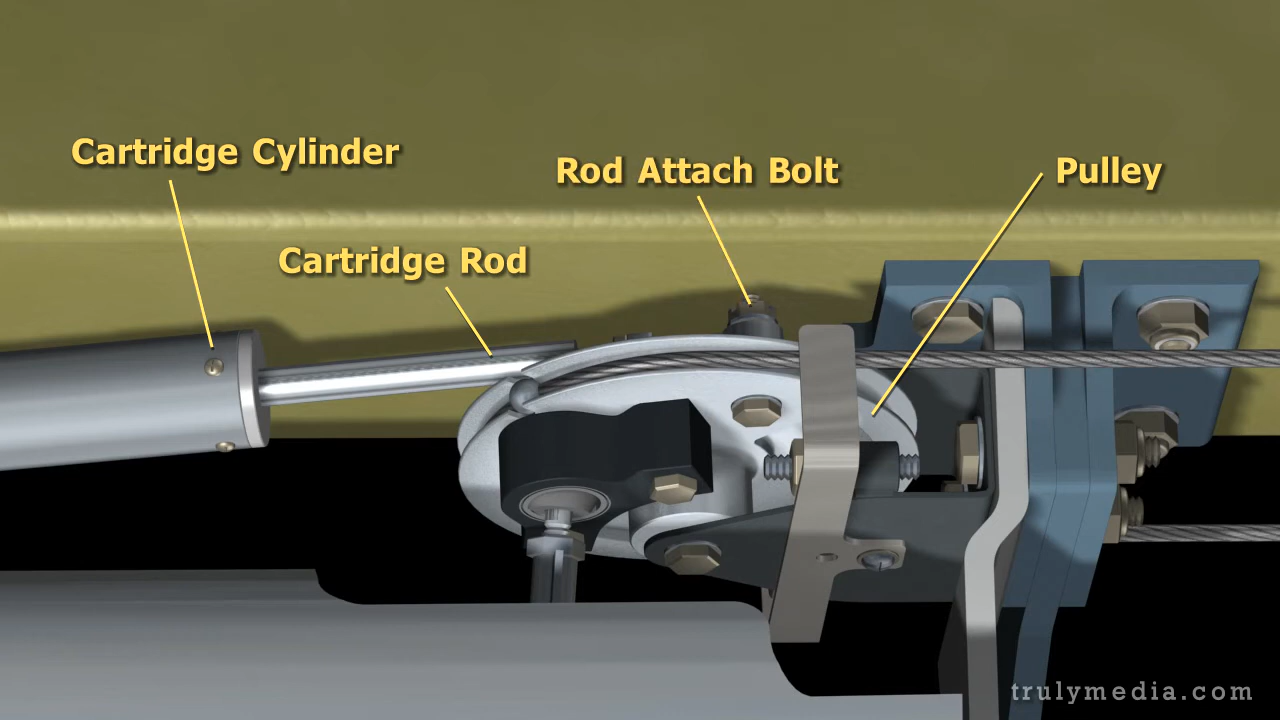 Cartridge Cylinder
Rod Attach Bolt
Pulley
Cartridge Rod
trulymedia.com